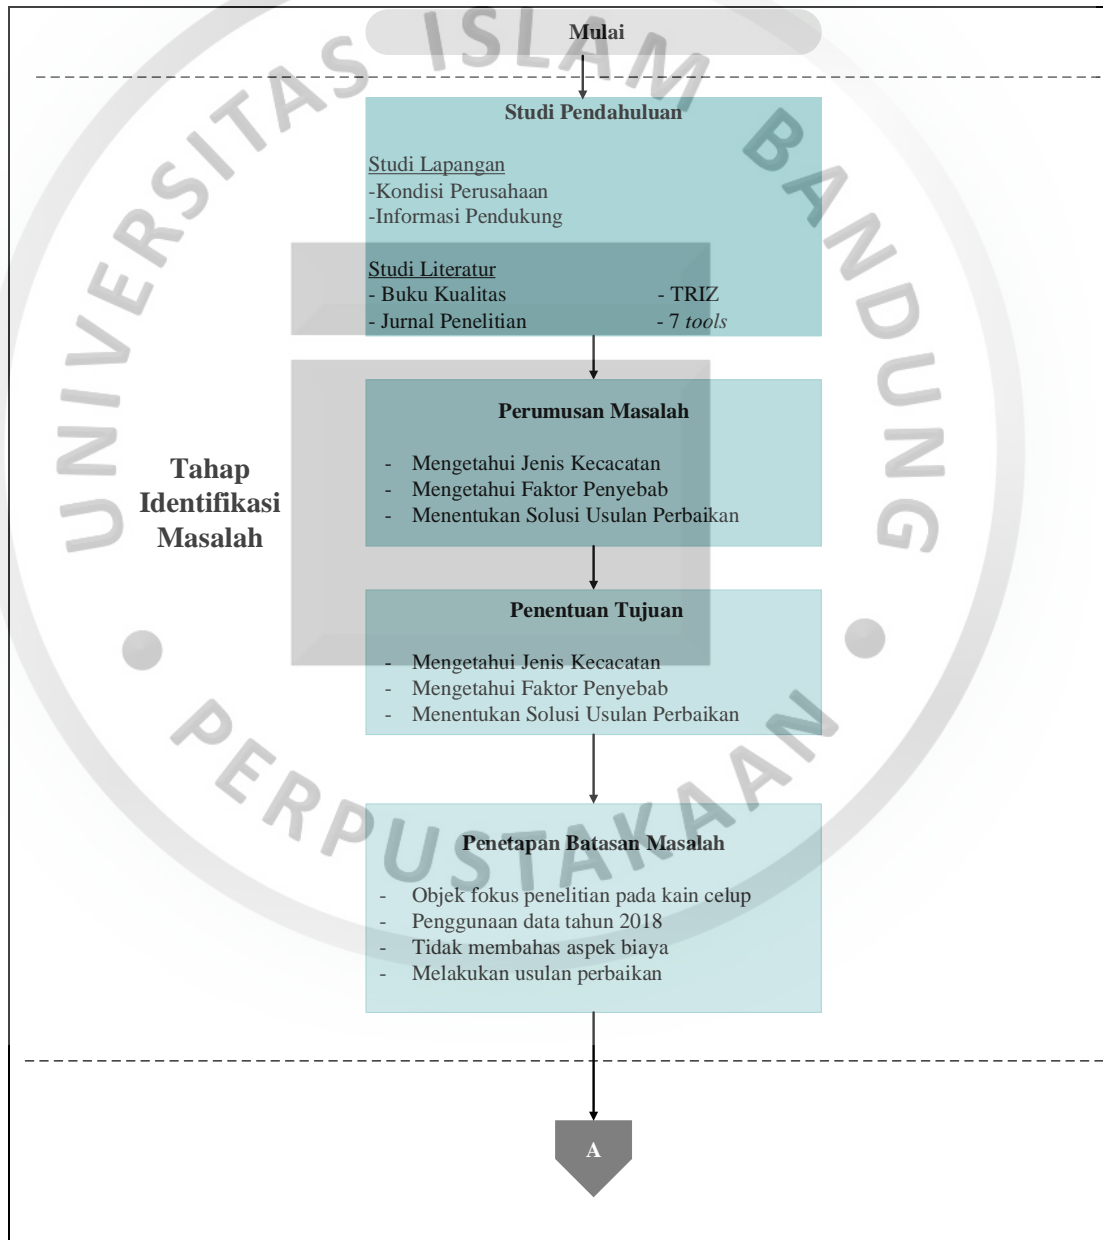 Mulai
Studi Pendahuluan
Studi Lapangan
-Kondisi Perusahaan
-Informasi Pendukung
Studi Literatur
- Buku Kualitas - TRIZ
- Jurnal Penelitian - 7 tools
Perumusan Masalah
- Mengetahui Jenis Kecacatan
- Mengetahui Faktor Penyebab
- Menentukan Solusi Usulan Perbaikan
Tahap
Identifikasi
Masalah
Penentuan Tujuan
- Mengetahui Jenis Kecacatan
- Mengetahui Faktor Penyebab
- Menentukan Solusi Usulan Perbaikan
Penetapan Batasan Masalah
- Objek fokus penelitian pada kain celup
- Penggunaan data tahun 2018
- Tidak membahas aspek biaya
- Melakukan usulan perbaikan
A
UNIVERSITAS ISLAM BANDUNG
PERPUSTAKAAN